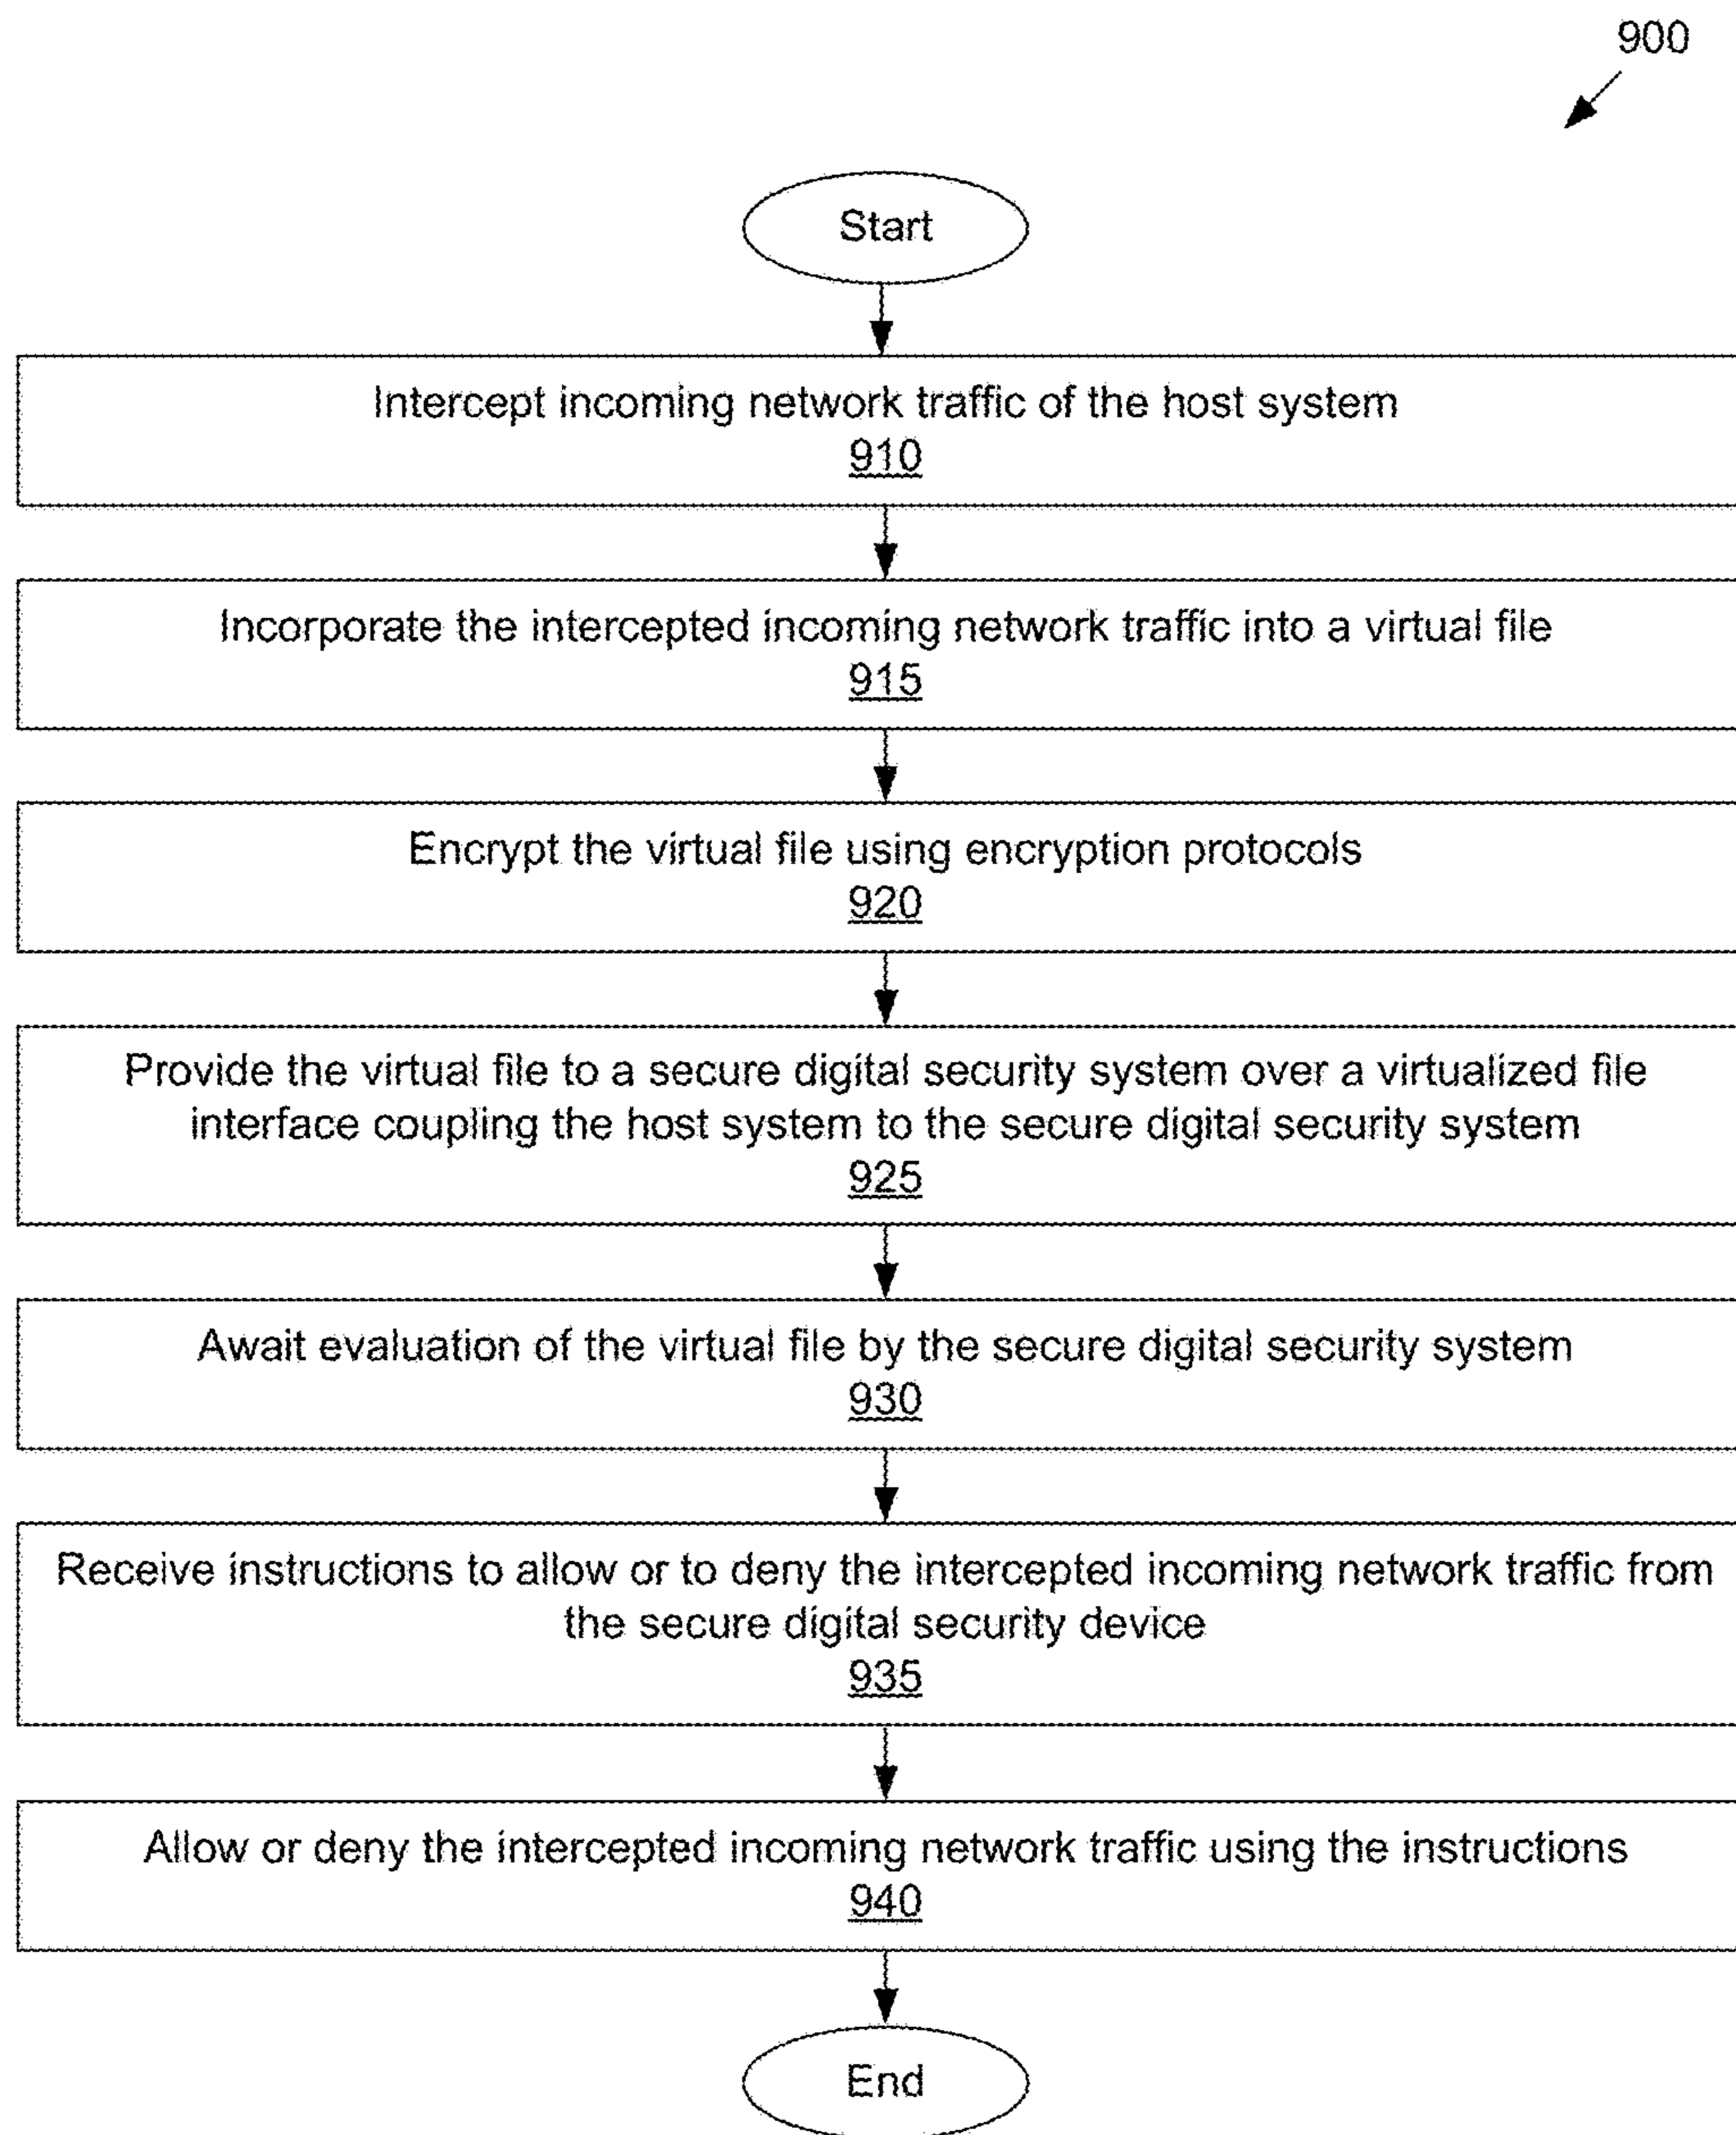 900
Start
Intercept incoming network traffic of the host system
910
Incorporate the intercepted incoming network traffic into a virtual file
915
Encrypt the virtual file using encryption protocols
920
Provide the virtual file to a secure digital security system over a virtualized file
interface coupling the host system to the secure digital security system
925
Await evaluation of the virtual file by the secure digital security system
930
Receive instructions to allow or to deny the intercepted incoming network traffic from
the secure digital security device
935
Allow or deny the intercepted incoming network traffic using the instructions
940
End